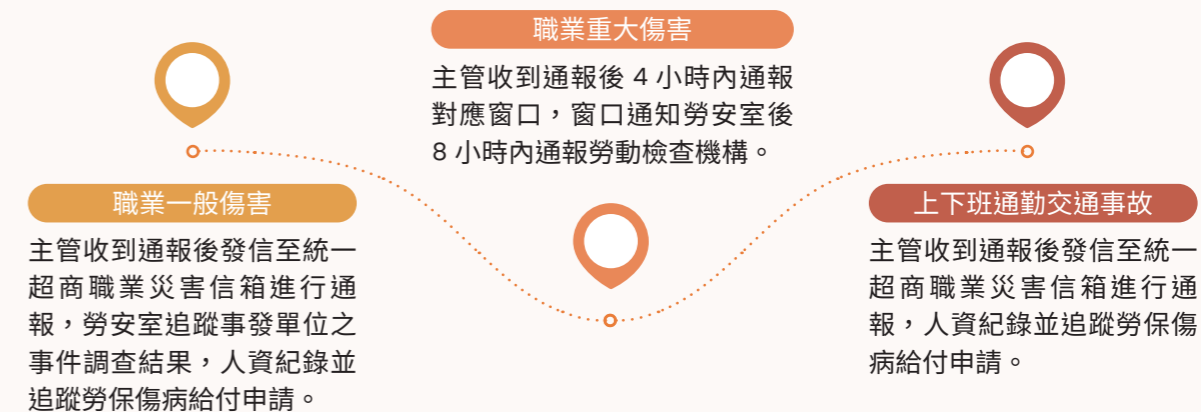 職業一般傷害
主管收到通報後發信至統一
超商職業災害信箱進行通
報，勞安室追蹤事發單位之
事件調查結果，人資紀錄並
追蹤勞保傷病給付申請。
職業重大傷害
主管收到通報後 4 小時內通報
對應窗口，窗口通知勞安室後
8 小時內通報勞動檢查機構。
上下班通勤交通事故
主管收到通報後發信至統一
超商職業災害信箱進行通
報，人資紀錄並追蹤勞保傷
病給付申請。